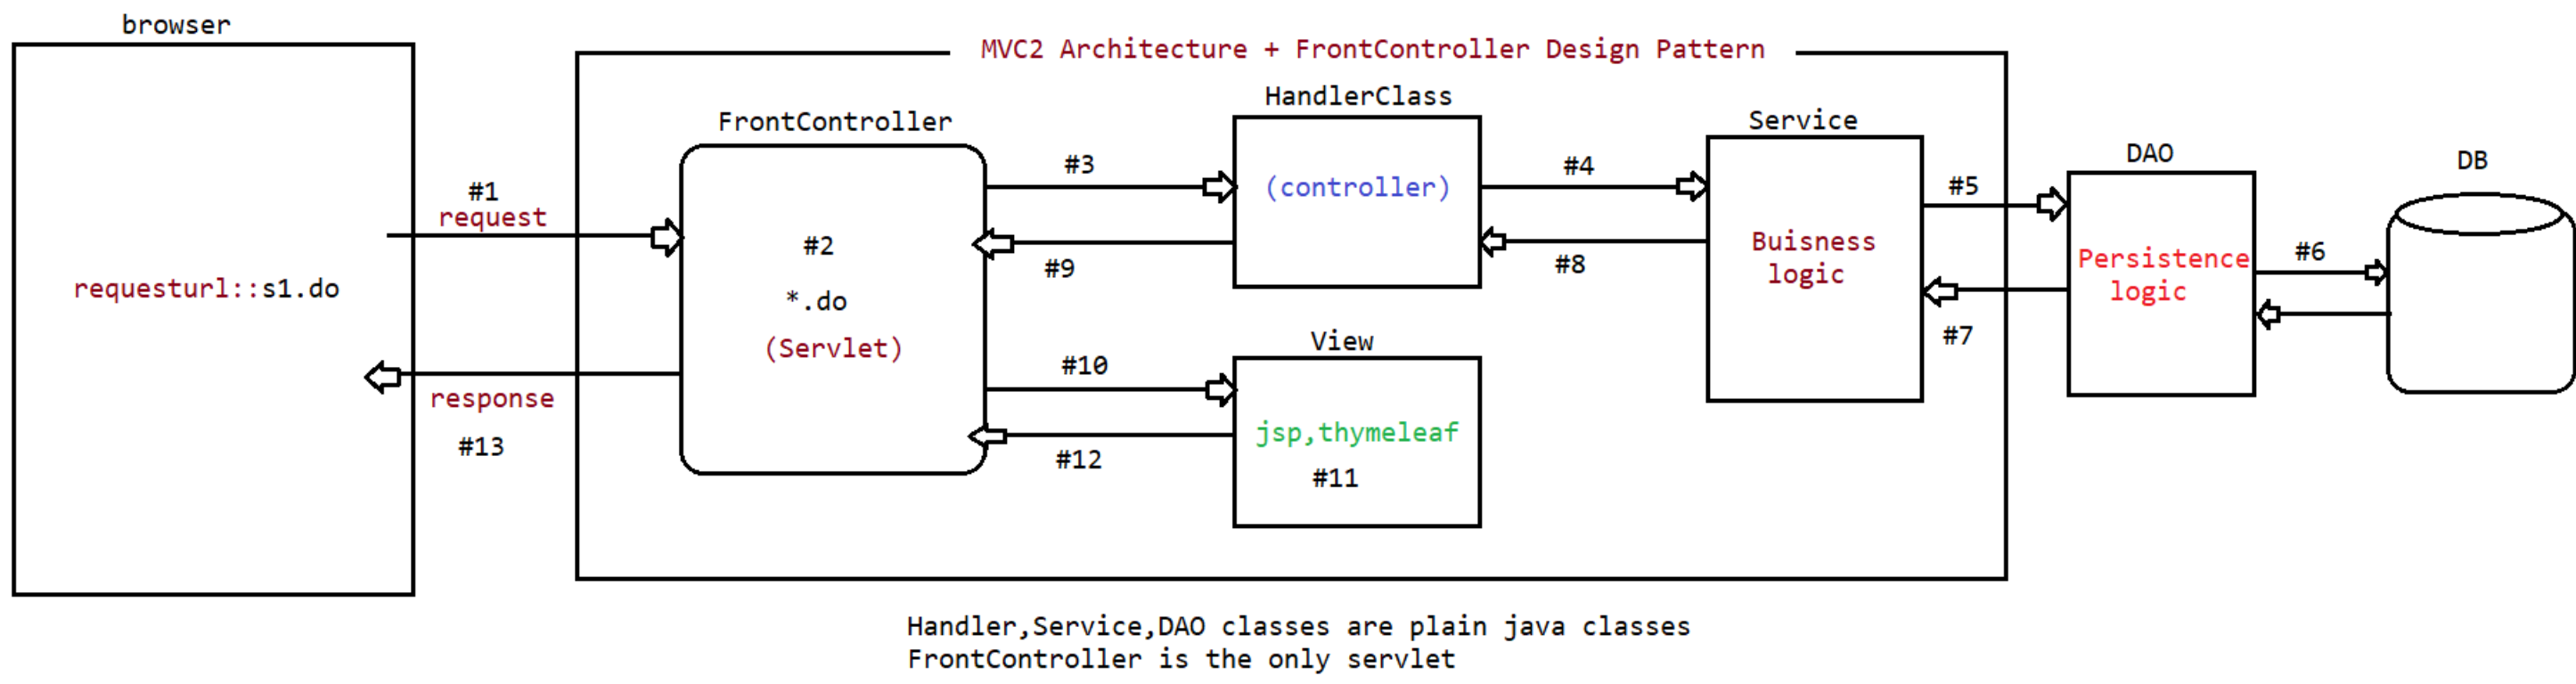 browser
MVC2 Architecture + FrontController Design Pattern
HandlerClass
FrontController
Service
DAO
DB
#1
request
#2
*.do
(Servlet)
requesturl::s1.do
response
#13
#3
#9
(controller)
#4
#8
Buisness
logic
#5
#7
Persistence
logic
#6
#10
#12
View
jsp,thymeleaf
#11
Handler,Service,DAO classes are plain java classes
FrontController is the only servlet